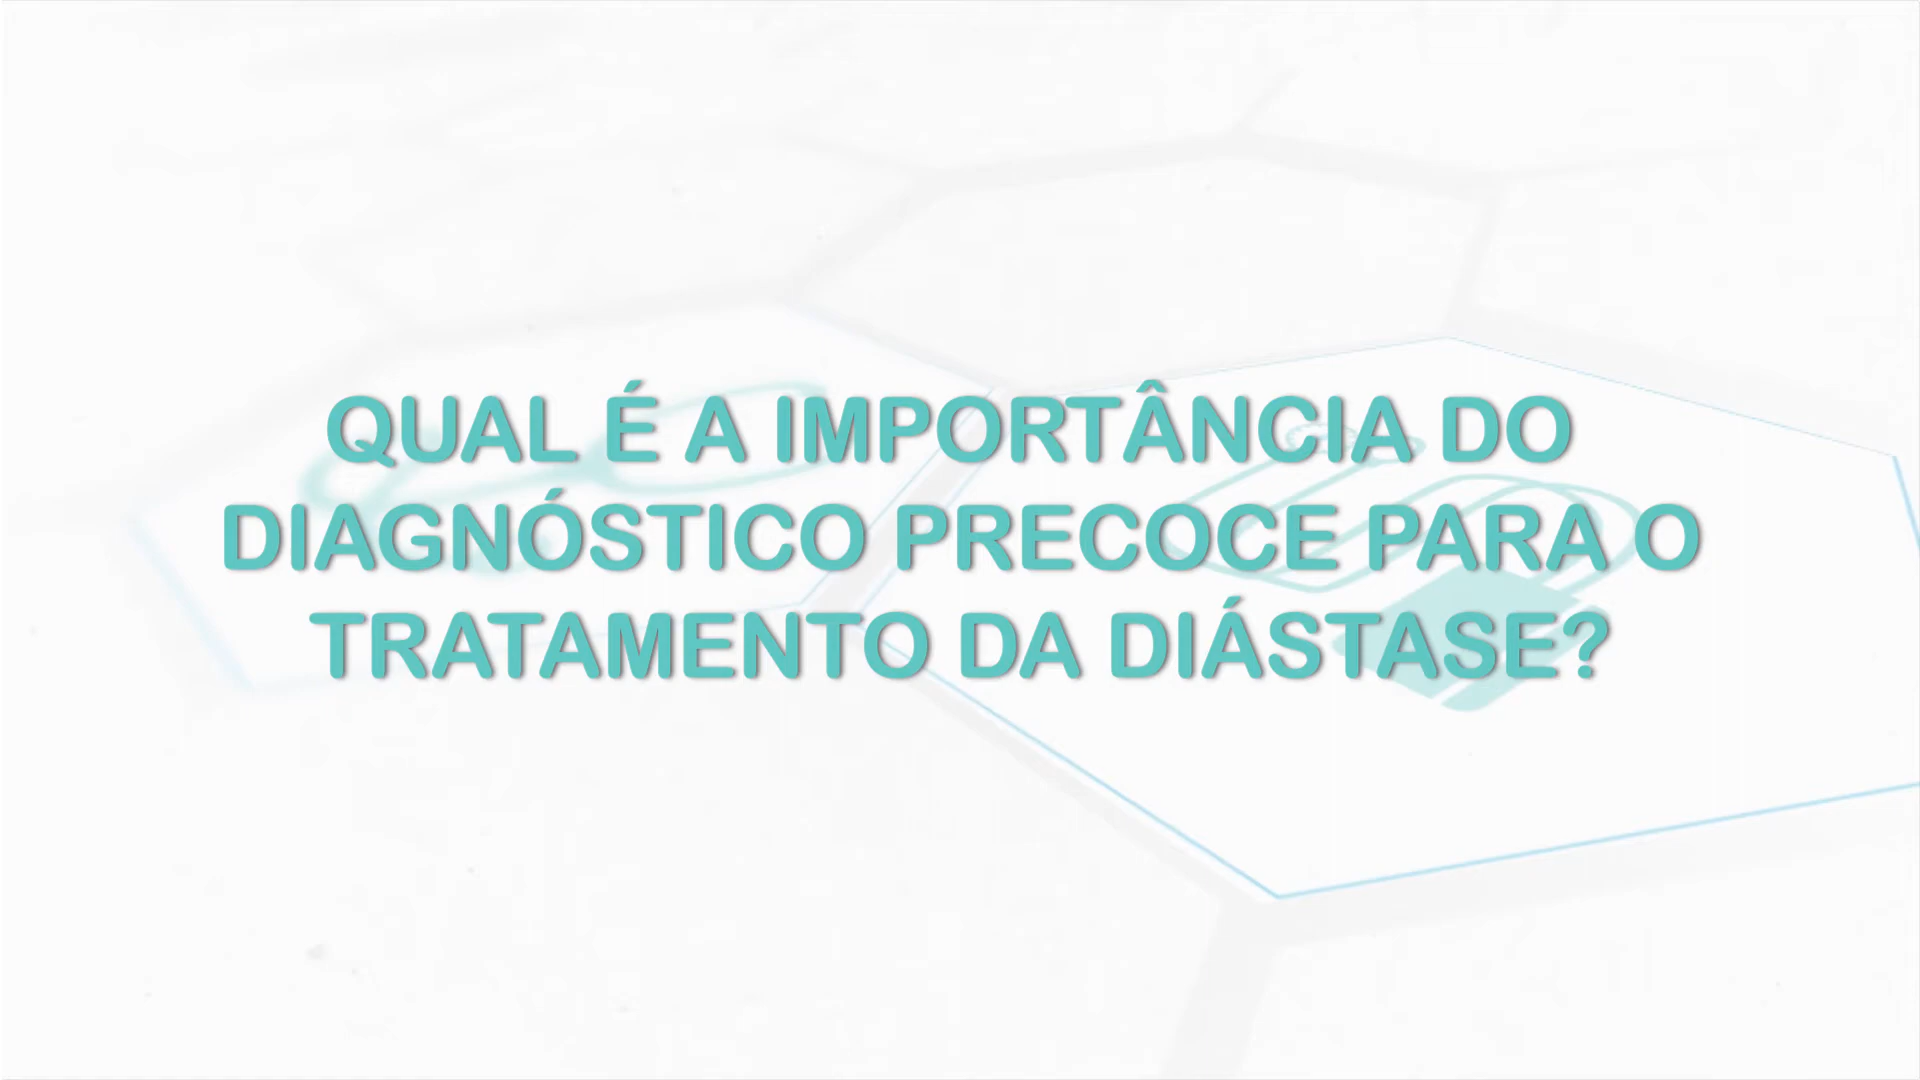 QUAL É A IMPORTÂNCIA DO
DIAGNÓSTICO PRECOCE PARA O
TRATAMENTO DA DIÁSTASE?